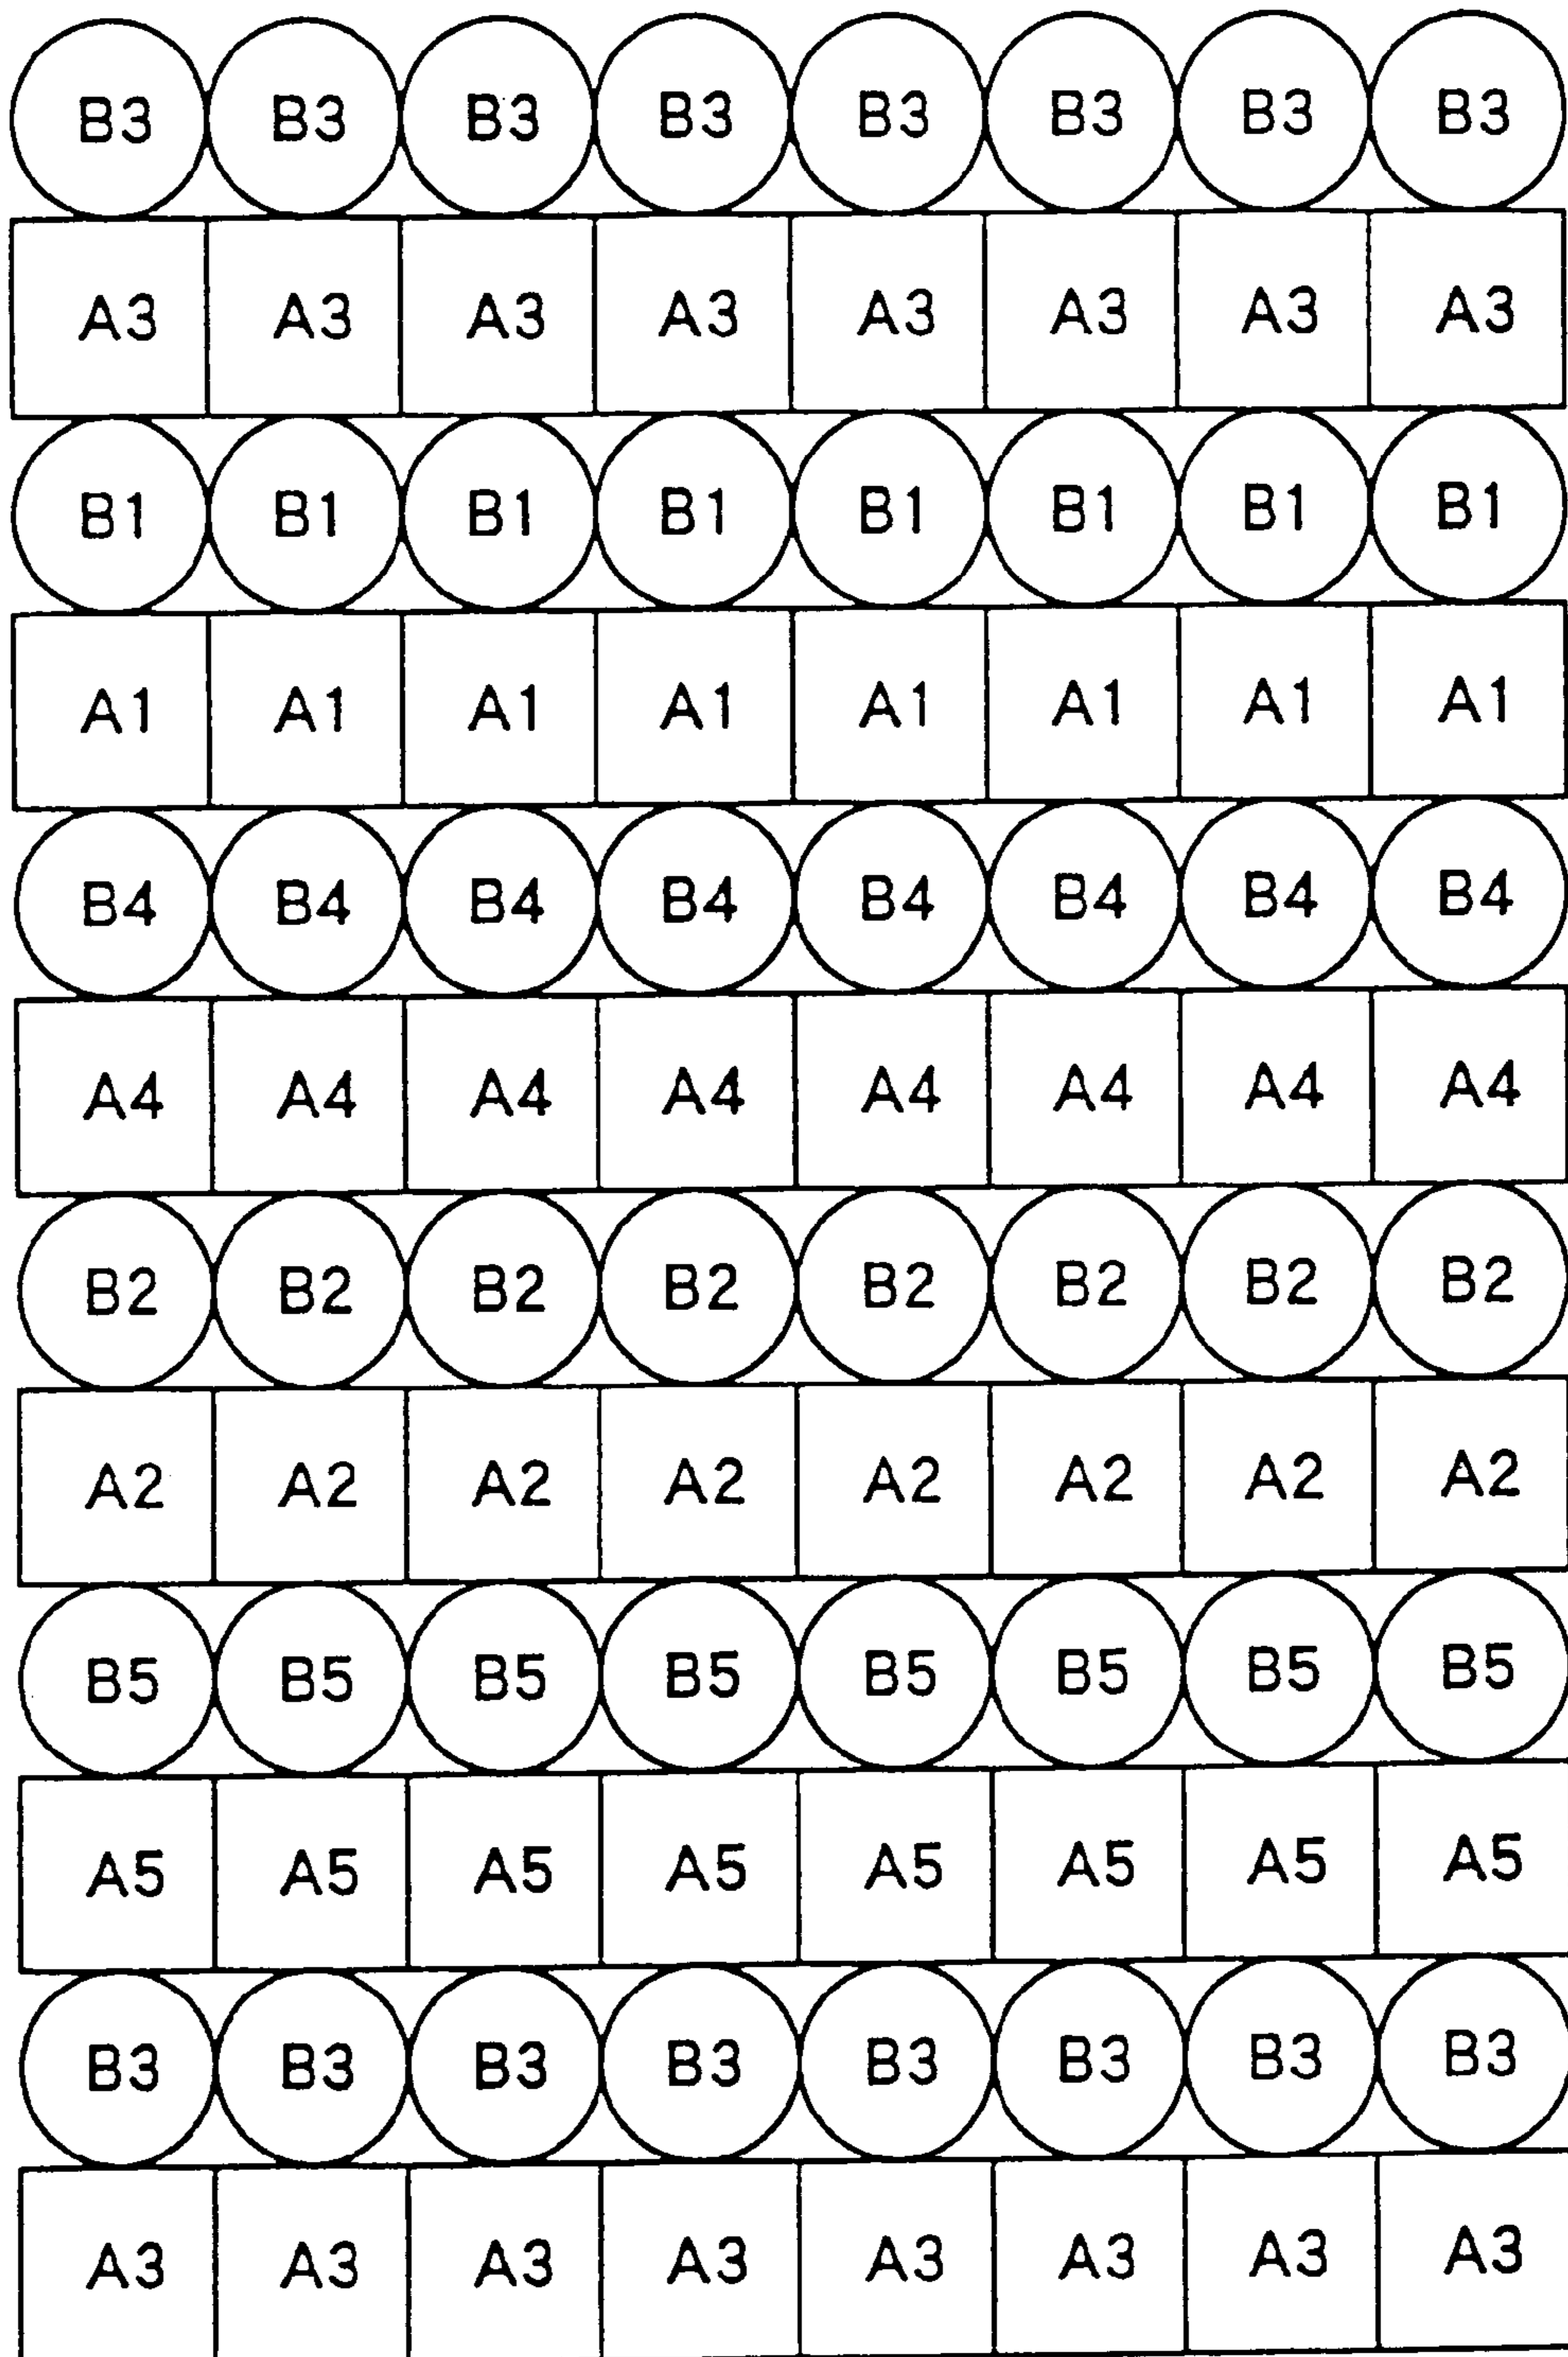 B3 B3 B3 B3 B3 B3 B3 B3
A3 A3 A3 A3 A3 A3 A3 A3
B1 B1 B1 B1 B1 B1 B1 B1
A1 A1 A1 A1 A1 A1 A1 A1
B4 B4 B4 B4 B4 B4 B4 B4
A4 A4 A4 A4 A4 A4 A4 A4
B2 B2 B2 B2 B2 B2 B2 B2
A2 A2 A2 A2 A2 A2 A2 A2
B5 B5 B5 B5 B5 B5 B5 B5
A5 A5 A5 A5 A5 A5 A5 A5
B3 B3 B3 B3 B3 B3 B3 B3
A3 A3 A3 A3 A3 A3 A3 A3